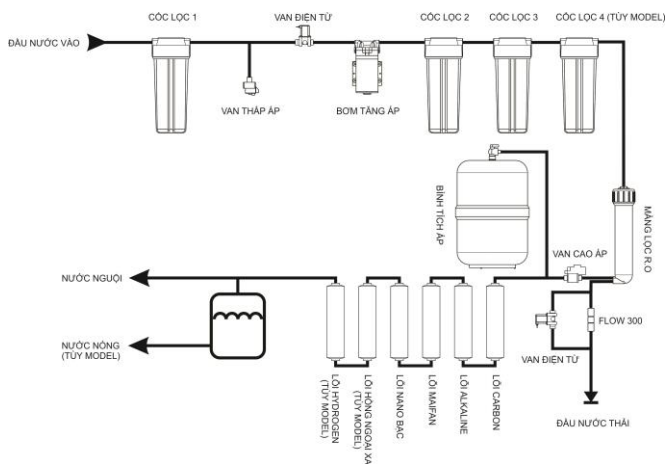 CỐC LỌC 1
VAN ĐIỆN TỪ
CỐC LỌC 2
CỐC LỌC 3
CỐC LỌC 4 (TÙY MODEL)
ĐẦU NƯỚC VÀO
VAN THẤP ÁP
BƠM TĂNG ÁP
BÌNH TÍCH ÁP
MÀNG LỌC R.O
VAN CAO ÁP
NƯỚC NGUỘI
FLOW 300
NƯỚC NÓNG
(TÙY MODEL)
VAN ĐIỆN TỪ
LÕI HYDROGEN
(TÙY MODEL)
LÕI HỒNG NGOẠI XA
(TÙY MODEL)
LÕI NANO BẠC
LÕI MAIFAN
LÕI ALKALINE
LÕI CARBON
ĐẦU NƯỚC THẢI